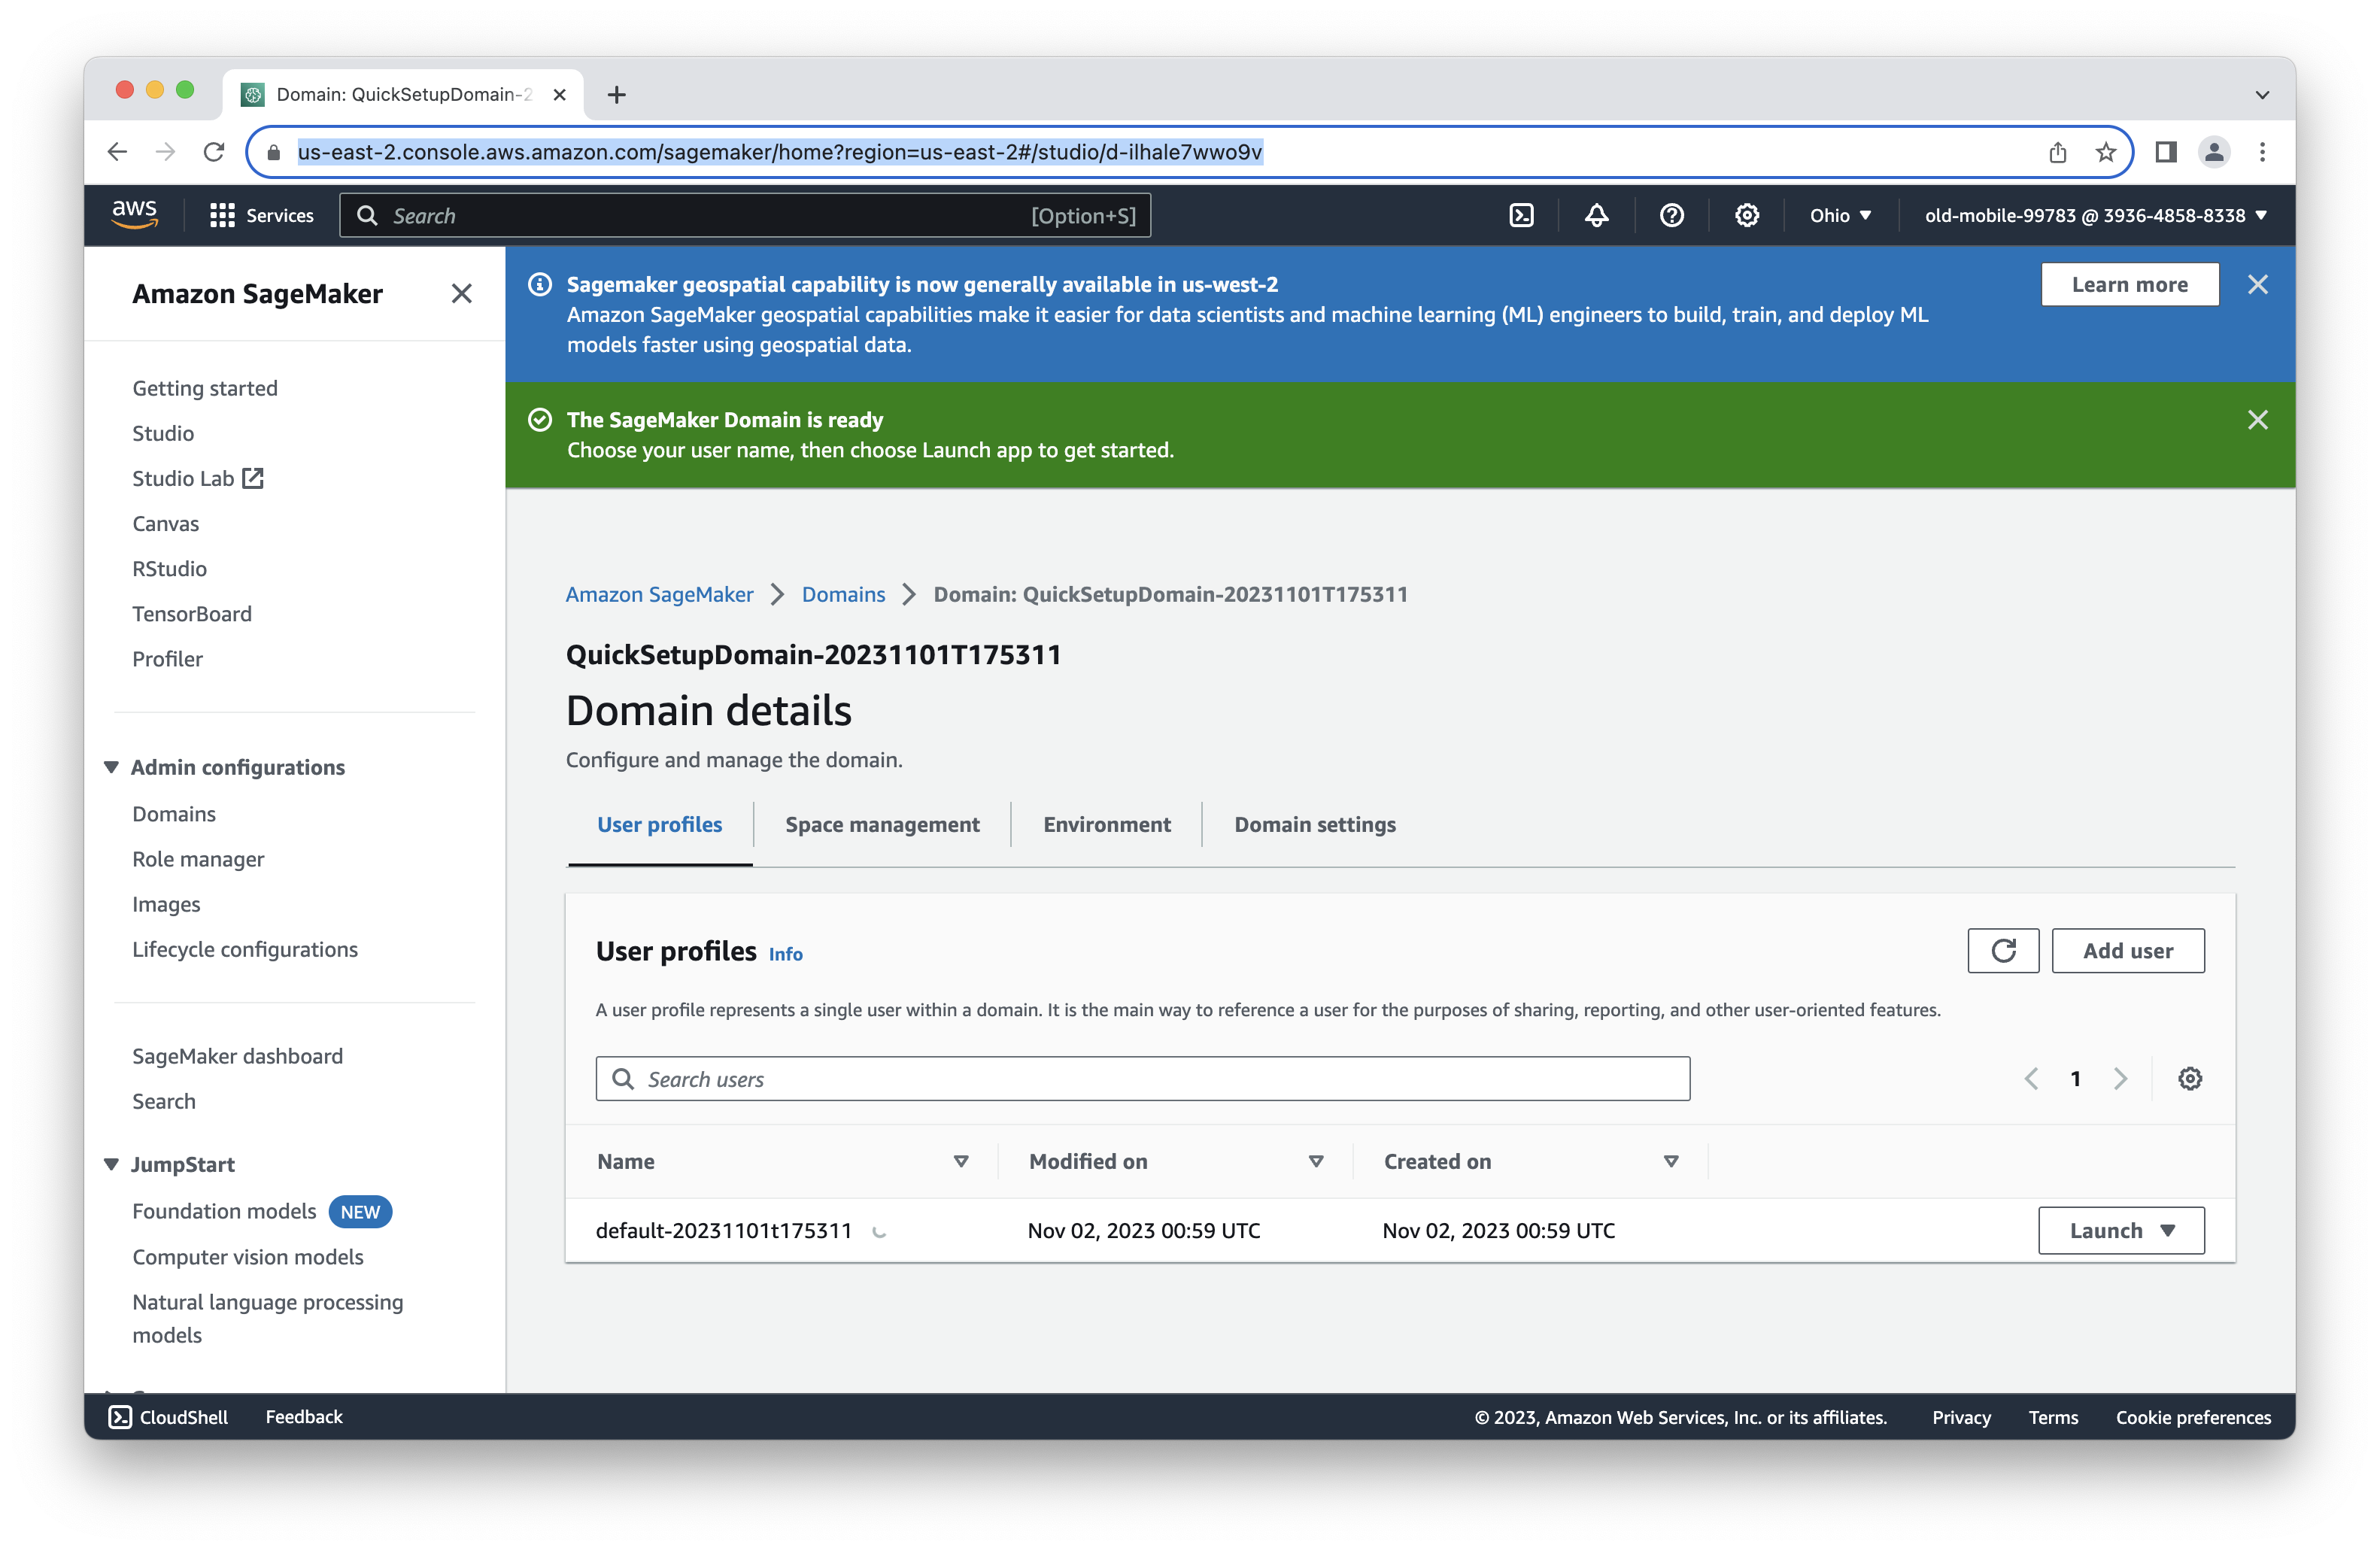 Domain: QuickSetupDomain-2
us-east-2.console.aws.amazon.com/sagemaker/home?region=us-east-2#/studio/d-ilhale7wwo9v
aws
Services
Search
[Option+S]
Ohio
old-mobile-99783 @ 3936-4858-8338
Amazon SageMaker
Getting started
Studio
Studio Lab
Canvas
RStudio
TensorBoard
Profiler
Admin configurations
Domains
Role manager
Images
Lifecycle configurations
SageMaker dashboard
Search
JumpStart
Foundation models NEW
Computer vision models
Natural language processing
models
Sagemaker geospatial capability is now generally available in us-west-2
Amazon SageMaker geospatial capabilities make it easier for data scientists and machine learning (ML) engineers to build, train, and deploy ML
models faster using geospatial data.
Learn more
The SageMaker Domain is ready
Choose your user name, then choose Launch app to get started.
Amazon SageMaker > Domains > Domain: QuickSetupDomain-20231101T175311
QuickSetupDomain-20231101T175311
Domain details
Configure and manage the domain.
User profiles
Space management
Environment
Domain settings
User profiles Info
Add user
A user profile represents a single user within a domain. It is the main way to reference a user for the purposes of sharing, reporting, and other user-oriented features.
Search users
1
Name
Modified on
Created on
default-20231101t175311
Nov 02, 2023 00:59 UTC
Nov 02, 2023 00:59 UTC
Launch
CloudShell
Feedback
© 2023, Amazon Web Services, Inc. or its affiliates.
Privacy
Terms
Cookie preferences